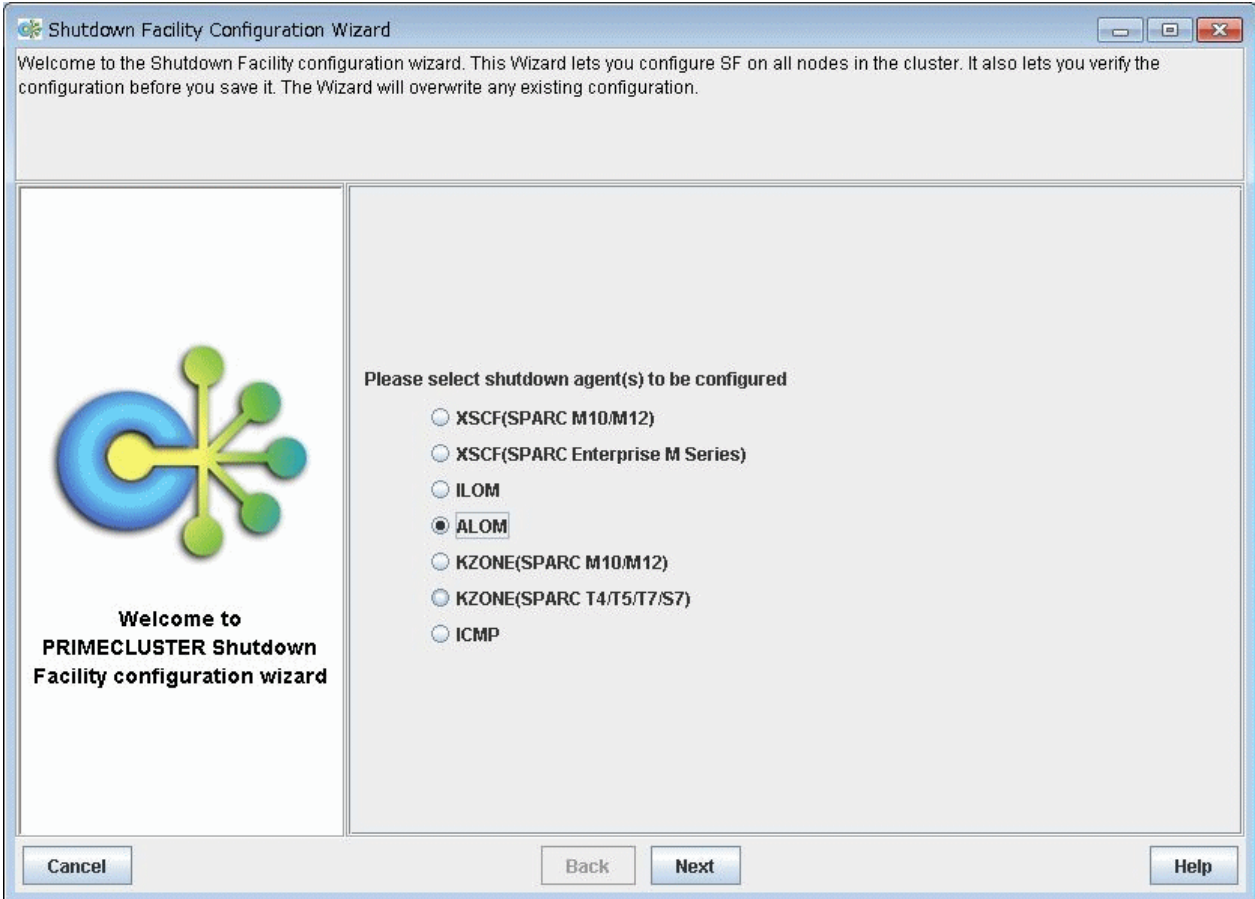 Shutdown Facility Configuration Wizard
Welcome to the Shutdown Facility configuration wizard. This Wizard lets you configure SF on all nodes in the cluster. It also lets you verify the
configuration before you save it. The Wizard will overwrite any existing configuration.
Welcome to
PRIMECLUSTER Shutdown
Facility configuration wizard
Please select shutdown agent(s) to be configured
XSCF(SPARC M10/M12)
XSCF(SPARC Enterprise M Series)
ILOM
ALOM
KZONE(SPARC M10/M12)
KZONE(SPARC T4/T5/T7/S7)
ICMP
Cancel
Back
Next
Help